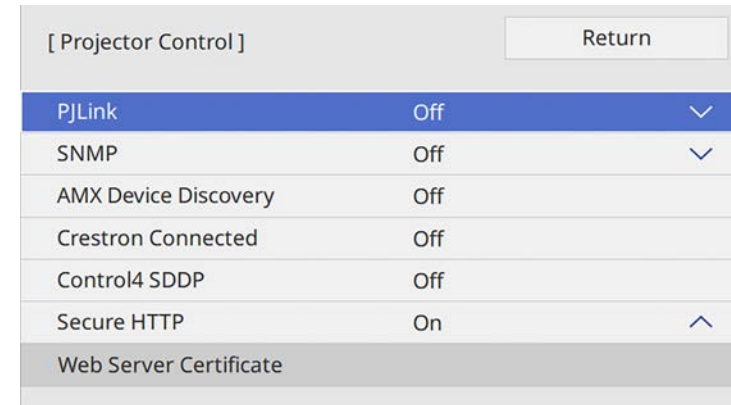 [ Projector Control ] Return
PJLink Off
SNMP Off
AMX Device Discovery Off
Crestron Connected Off
Control4 SDDP Off
Secure HTTP On
Web Server Certificate